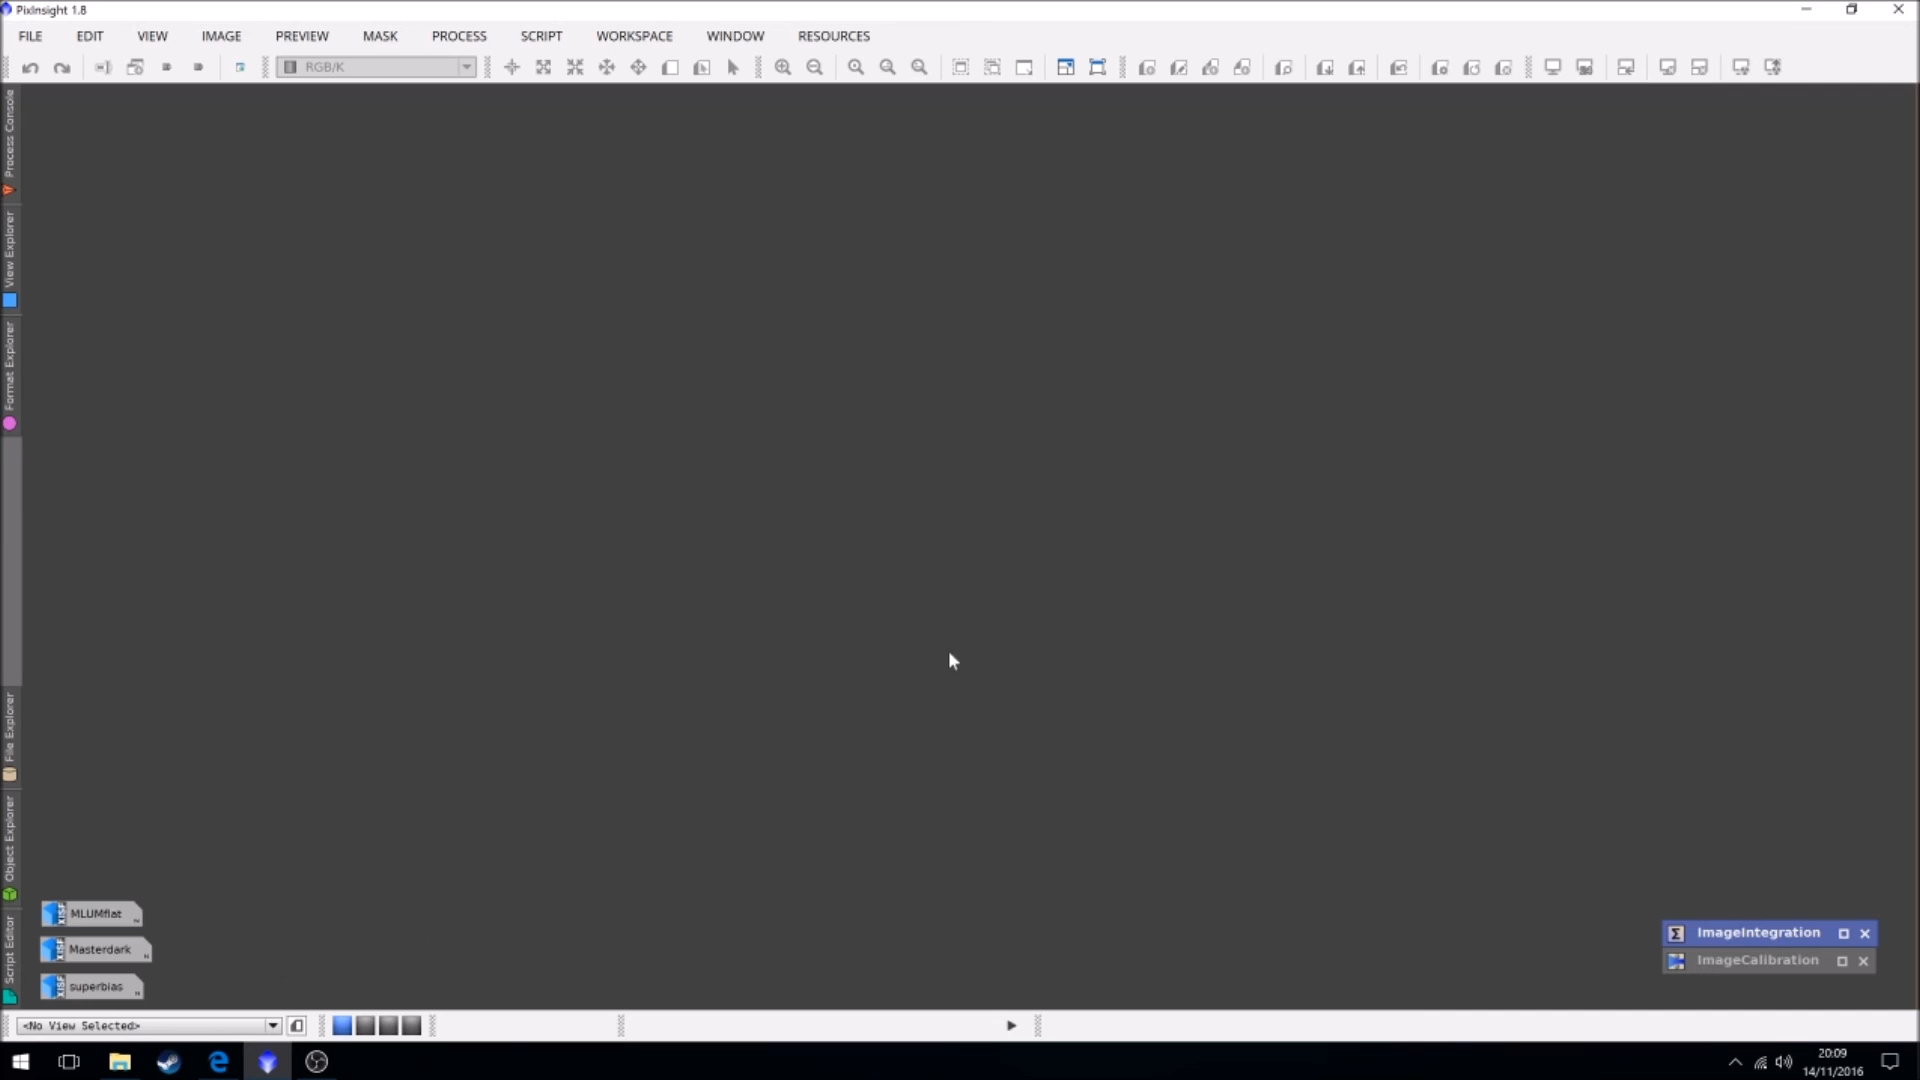 PixInsight 1.8
FILE EDIT VIEW IMAGE PREVIEW MASK PROCESS SCRIPT WORKSPACE WINDOW RESOURCES
RGB/K
Process Console
View Explorer
Format Explorer
File Explorer
Object Explorer
Script Editor
MLUMflat
Masterdark
superbias
ImageIntegration
ImageCalibration
<No View Selected>
20:09
14/11/2016